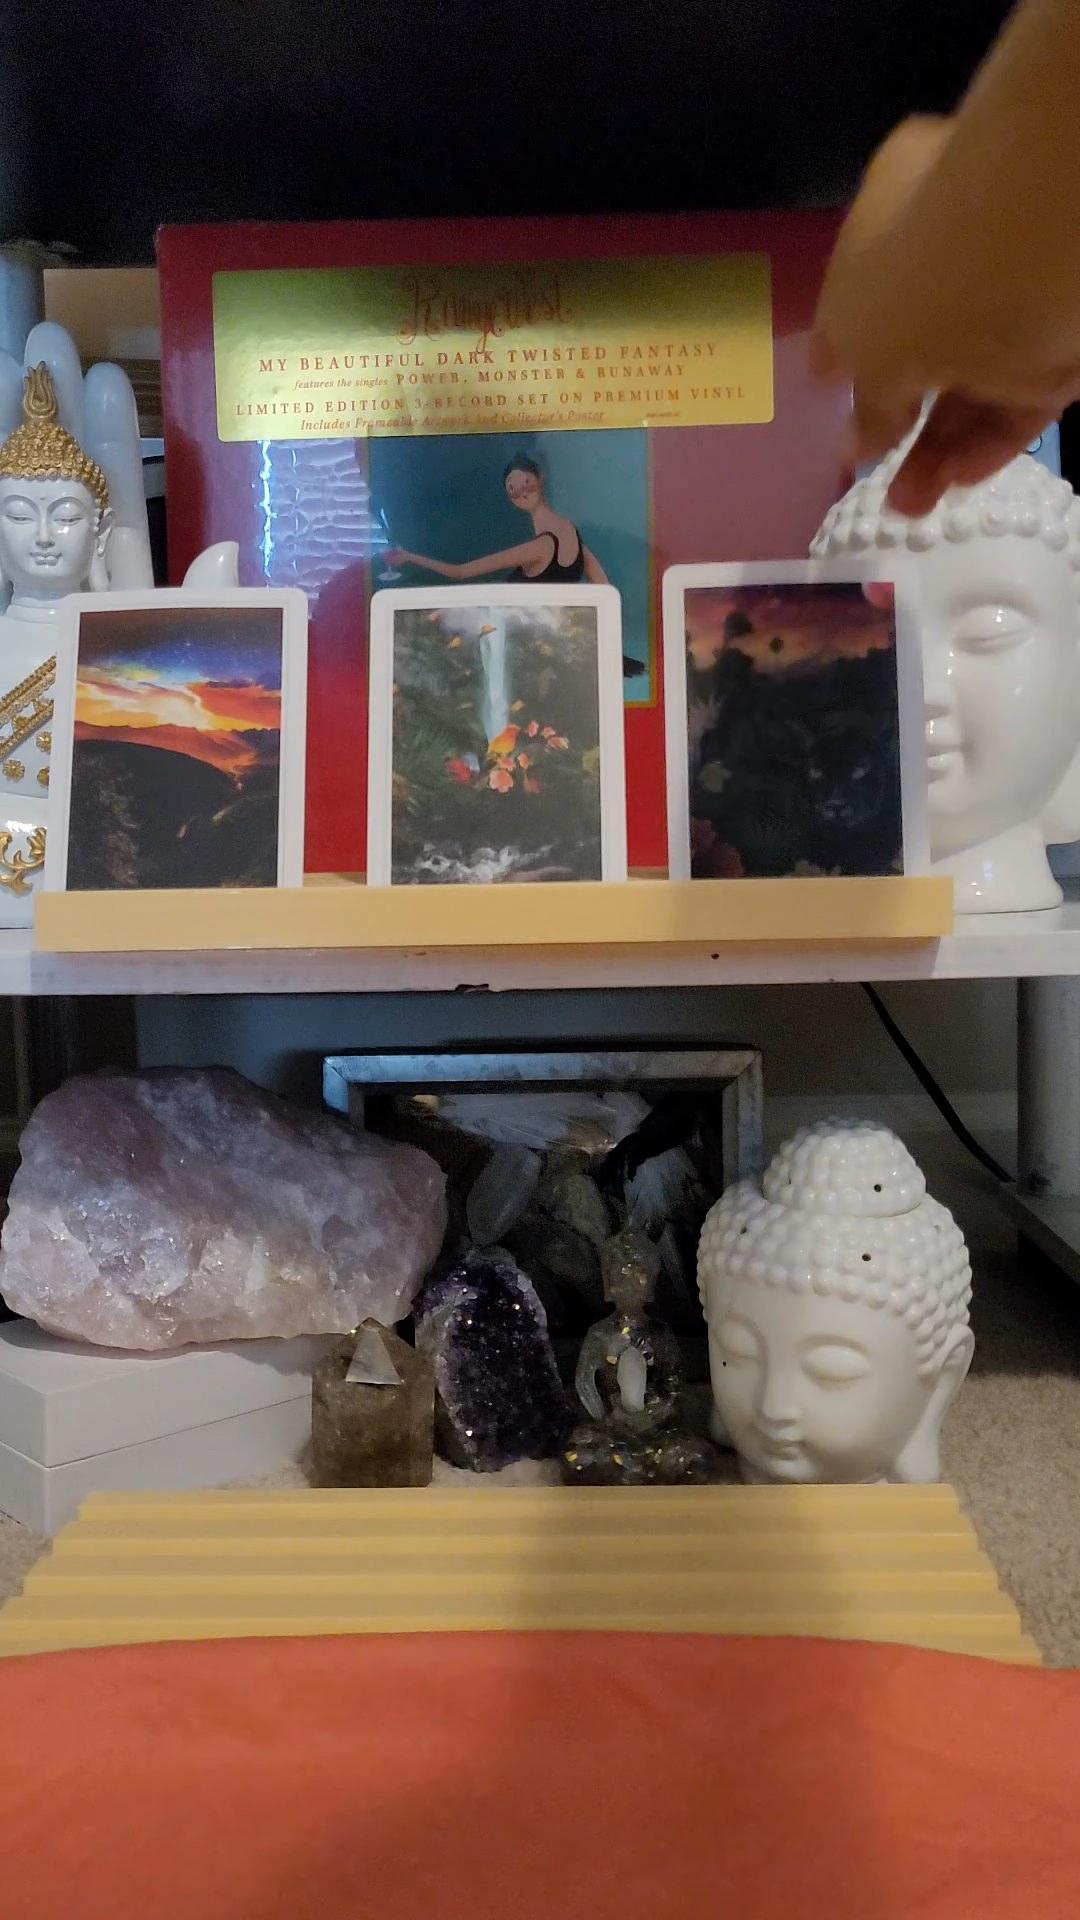 Kanye West
MY BEAUTIFUL DARK TWISTED FANTASY
features the singles POWER, MONSTER & RUNAWAY
LIMITED EDITION 3-RECORD SET ON PREMIUM VINYL
Includes Frameable Artwork And Collector's Poster